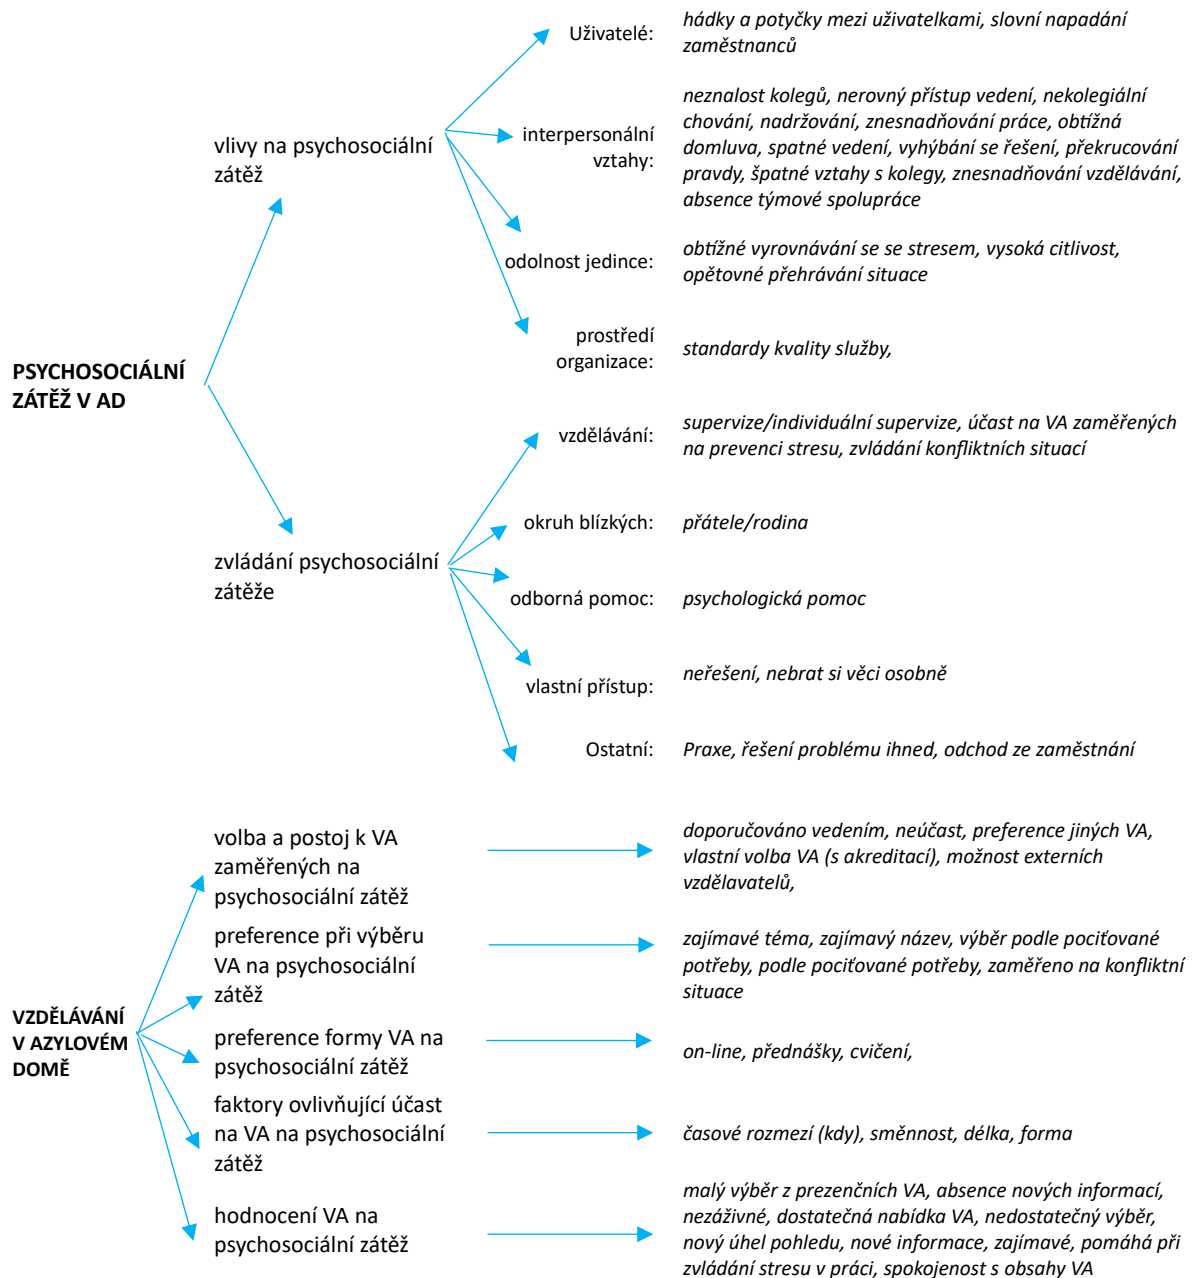 Uživatelé:
hádky a potyčky mezi uživatelkami, slovní napadání
zaměstnanců
vlivy na psychosociální
zátěž
interpersonální
vztahy:
neznalost kolegů, nerovný přístup vedení, nekolegiální
chování, nadržování, znesnadňování práce, obtížná
domluva, spatné vedení, vyhýbání se řešení, překrucování
pravdy, špatné vztahy s kolegy, znesnadňování vzdělávání,
absence týmové spolupráce
odolnost jedince:
obtížné vyrovnávání se se stresem, vysoká citlivost,
opětovné přehrávání situace
prostředí
organizace:
standardy kvality služby,
PSYCHOSOCIÁLNÍ
ZÁTĚŽ V AD
vzdělávání:
supervize/individuální supervize, účast na VA zaměřených
na prevenci stresu, zvládání konfliktních situací
okruh blízkých:
přátele/rodina
zvládání psychosociální
zátěže
odborná pomoc:
psychologická pomoc
vlastní přístup:
neřešení, nebrat si věci osobně
Ostatní:
Praxe, řešení problému ihned, odchod ze zaměstnání
volba a postoj k VA
zaměřených na
psychosociální zátěž
doporučováno vedením, neúčast, preference jiných VA,
vlastní volba VA (s akreditací), možnost externích
vzdělavatelů,
preference při výběru
VA na psychosociální
zátěž
zajímavé téma, zajímavý název, výběr podle pociťované
potřeby, podle pociťované potřeby, zaměřeno na konfliktní
situace
VZDĚLÁVÁNÍ
V AZYLOVÉM
DOMĚ
preference formy VA na
psychosociální zátěž
on-line, přednášky, cvičení,
faktory ovlivňující účast
na VA na psychosociální
zátěž
časové rozmezí (kdy), směnnost, délka, forma
hodnocení VA na
psychosociální zátěž
malý výběr z prezenčních VA, absence nových informací,
nezáživné, dostatečná nabídka VA, nedostatečný výběr,
nový úhel pohledu, nové informace, zajímavé, pomáhá při
zvládání stresu v práci, spokojenost s obsahy VA